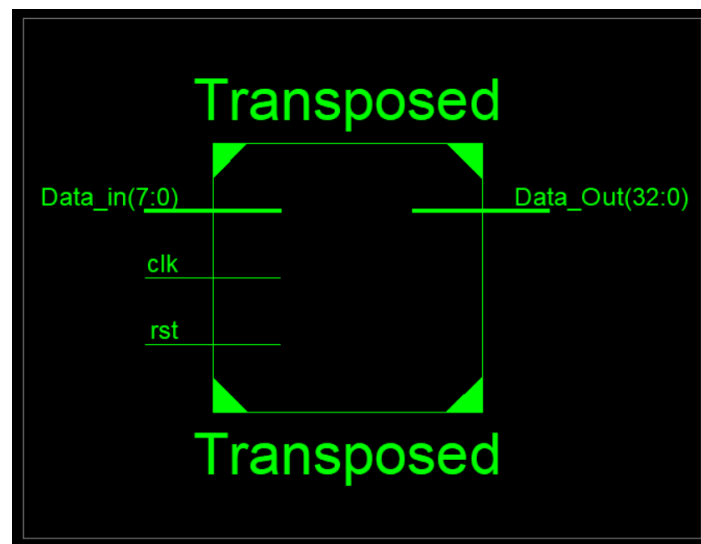 Transposed
Data_in(7:0)
Data_Out(32:0)
clk
rst
Transposed